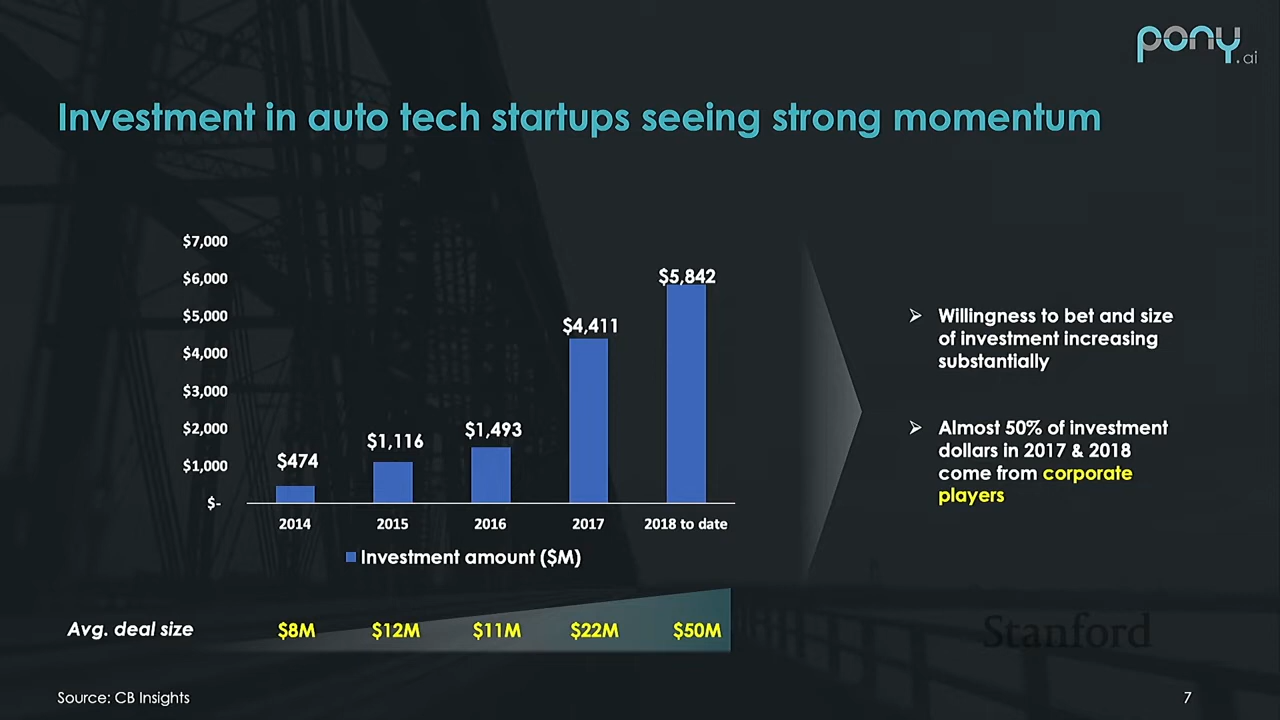 pony.ai
Investment in auto tech startups seeing strong momentum
$7,000
$6,000
$5,000
$4,000
$3,000
$2,000
$1,000
$-
$474
$1,116
$1,493
$4,411
$5,842
2014
2015
2016
2017
2018 to date
Investment amount ($M)
Willingness to bet and size
of investment increasing
substantially
Almost 50% of investment
dollars in 2017 & 2018
come from corporate
players
Avg. deal size
$8M
$12M
$11M
$22M
$50M
Stanford
Source: CB Insights
7